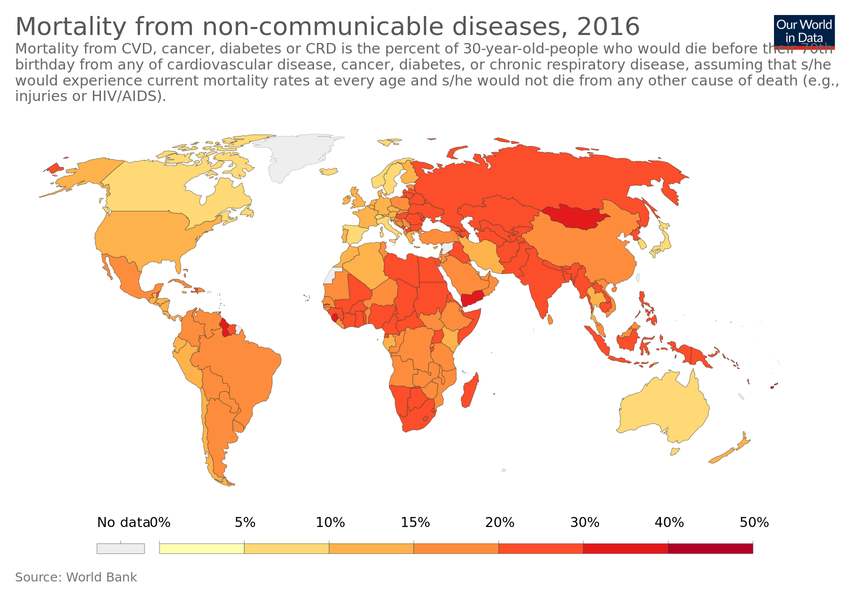 Mortality from non-communicable diseases, 2016
Our World
in Data
Mortality from CVD, cancer, diabetes or CRD is the percent of 30-year-old-people who would die before their 70th
birthday from any of cardiovascular disease, cancer, diabetes, or chronic respiratory disease, assuming that s/he
would experience current mortality rates at every age and s/he would not die from any other cause of death (e.g.,
injuries or HIV/AIDS).
No data 0% 5% 10% 15% 20% 30% 40% 50%
Source: World Bank